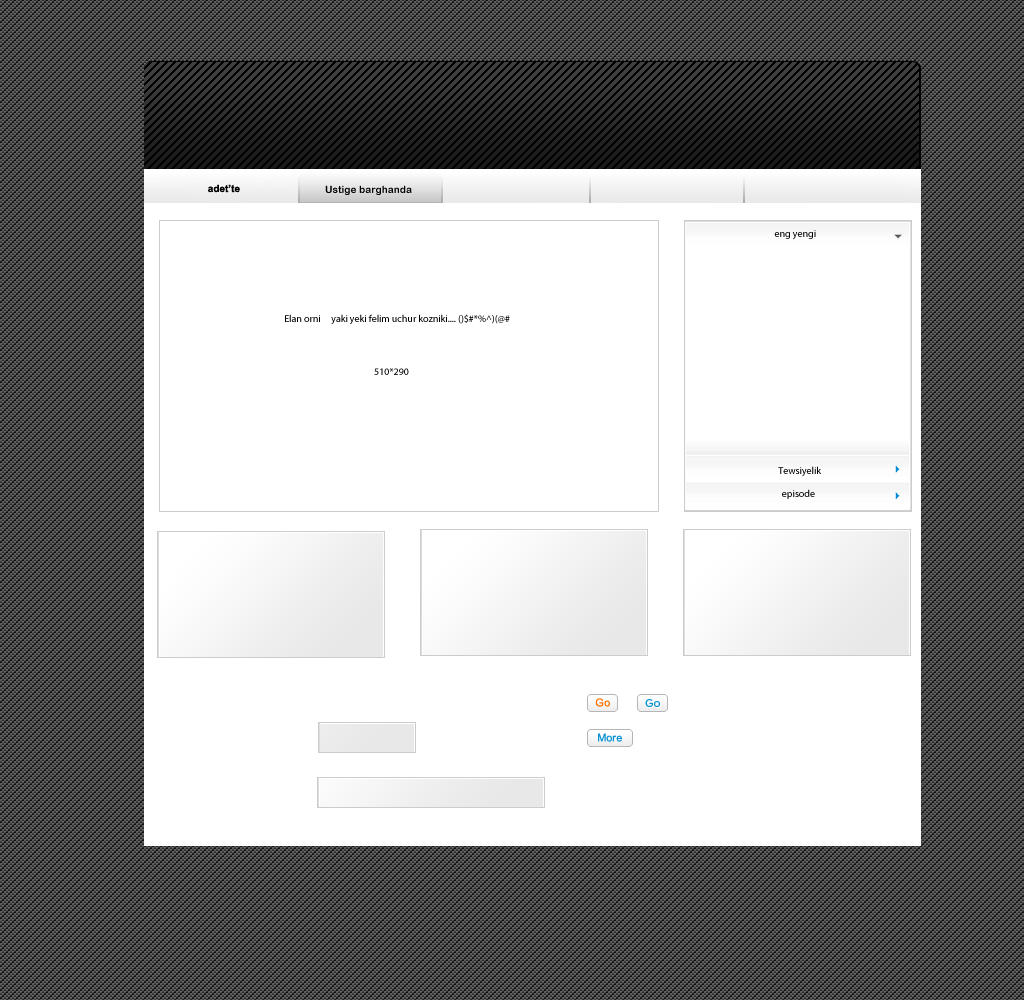 adet'te
Ustige barghanda
Elan orni yaki yeki felim uchur kozniki.... ()$#*%^)(@#
510*290
eng yengi
Tewsiyelik
episode
Go
Go
More